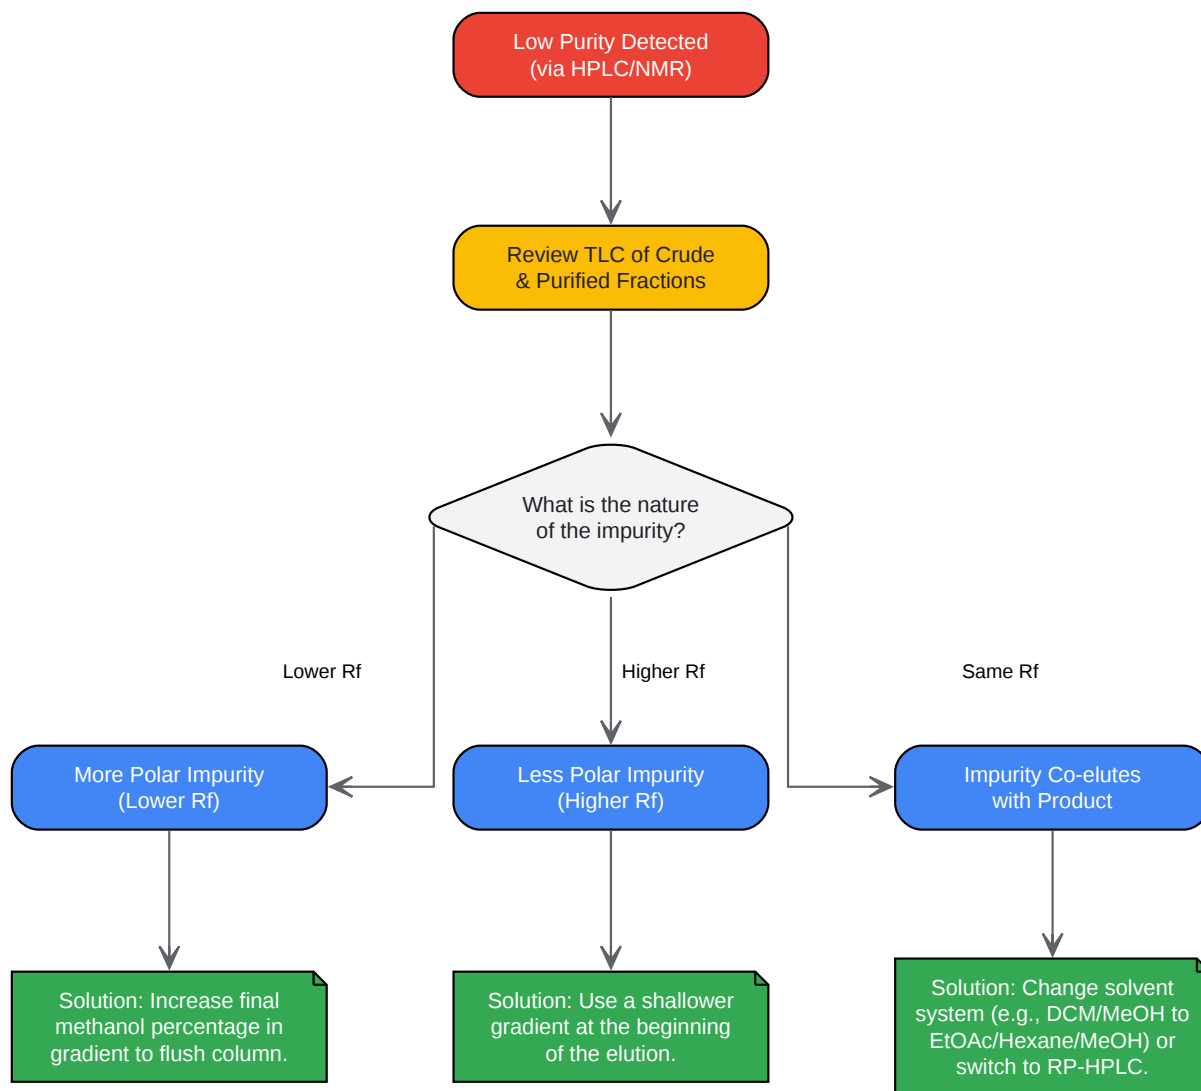 Low Purity Detected
(via HPLC/NMR)
Review TLC of Crude
& Purified Fractions
What is the nature
of the impurity?
Lower Rf
Higher Rf
Same Rf
More Polar Impurity
(Lower Rf)
Less Polar Impurity
(Higher Rf)
Impurity Co-elutes
with Product
Solution: Increase final
methanol percentage in
gradient to flush column.
Solution: Use a shallower
gradient at the beginning
of the elution.
Solution: Change solvent
system (e.g., DCM/MeOH to
EtOAc/Hexane/MeOH) or
switch to RP-HPLC.